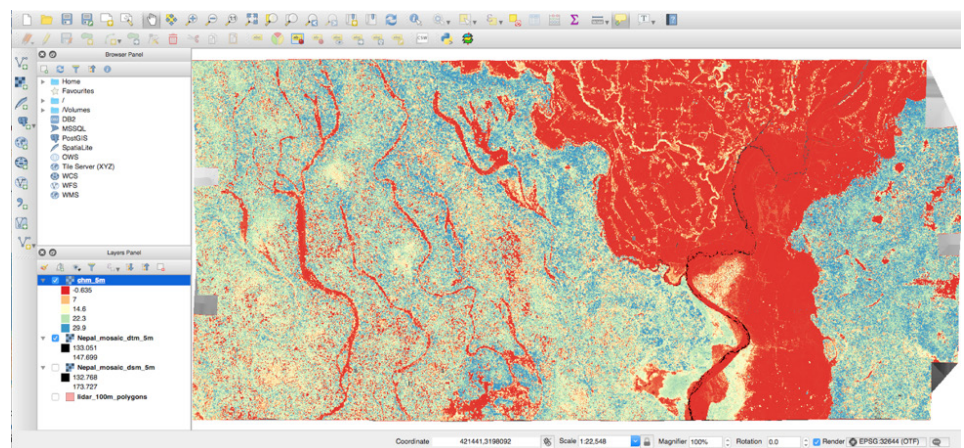 CSW
Browser Panel
Home
Favourites
/
/Volumes
DB2
MSSQL
PostGIS
SpatiaLite
OWS
Tile Server (XYZ)
WCS
WFS
WMS
Layers Panel
chm_5m
-0.635
7
14.6
22.3
29.9
Nepal_mosaic_dtm_5m
133.051
147.699
Nepal_mosaic_dsm_5m
132.768
173.727
lidar_100m_polygons
Coordinate 421441,3198092 Scale 1:22,548 Magnifier 100% Rotation 0.0 Render EPSG:32644 (OTF)